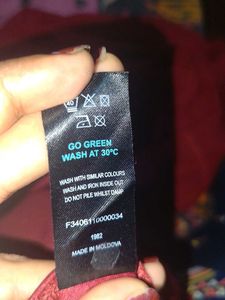 GO GREEN
WASH AT 30°C
WASH WITH SIMILAR COLOURS
WASH AND IRON INSIDE OUT
DO NOT PILE WHILST DAMP
F3406110000034
1982
MADE IN MOLDOVA